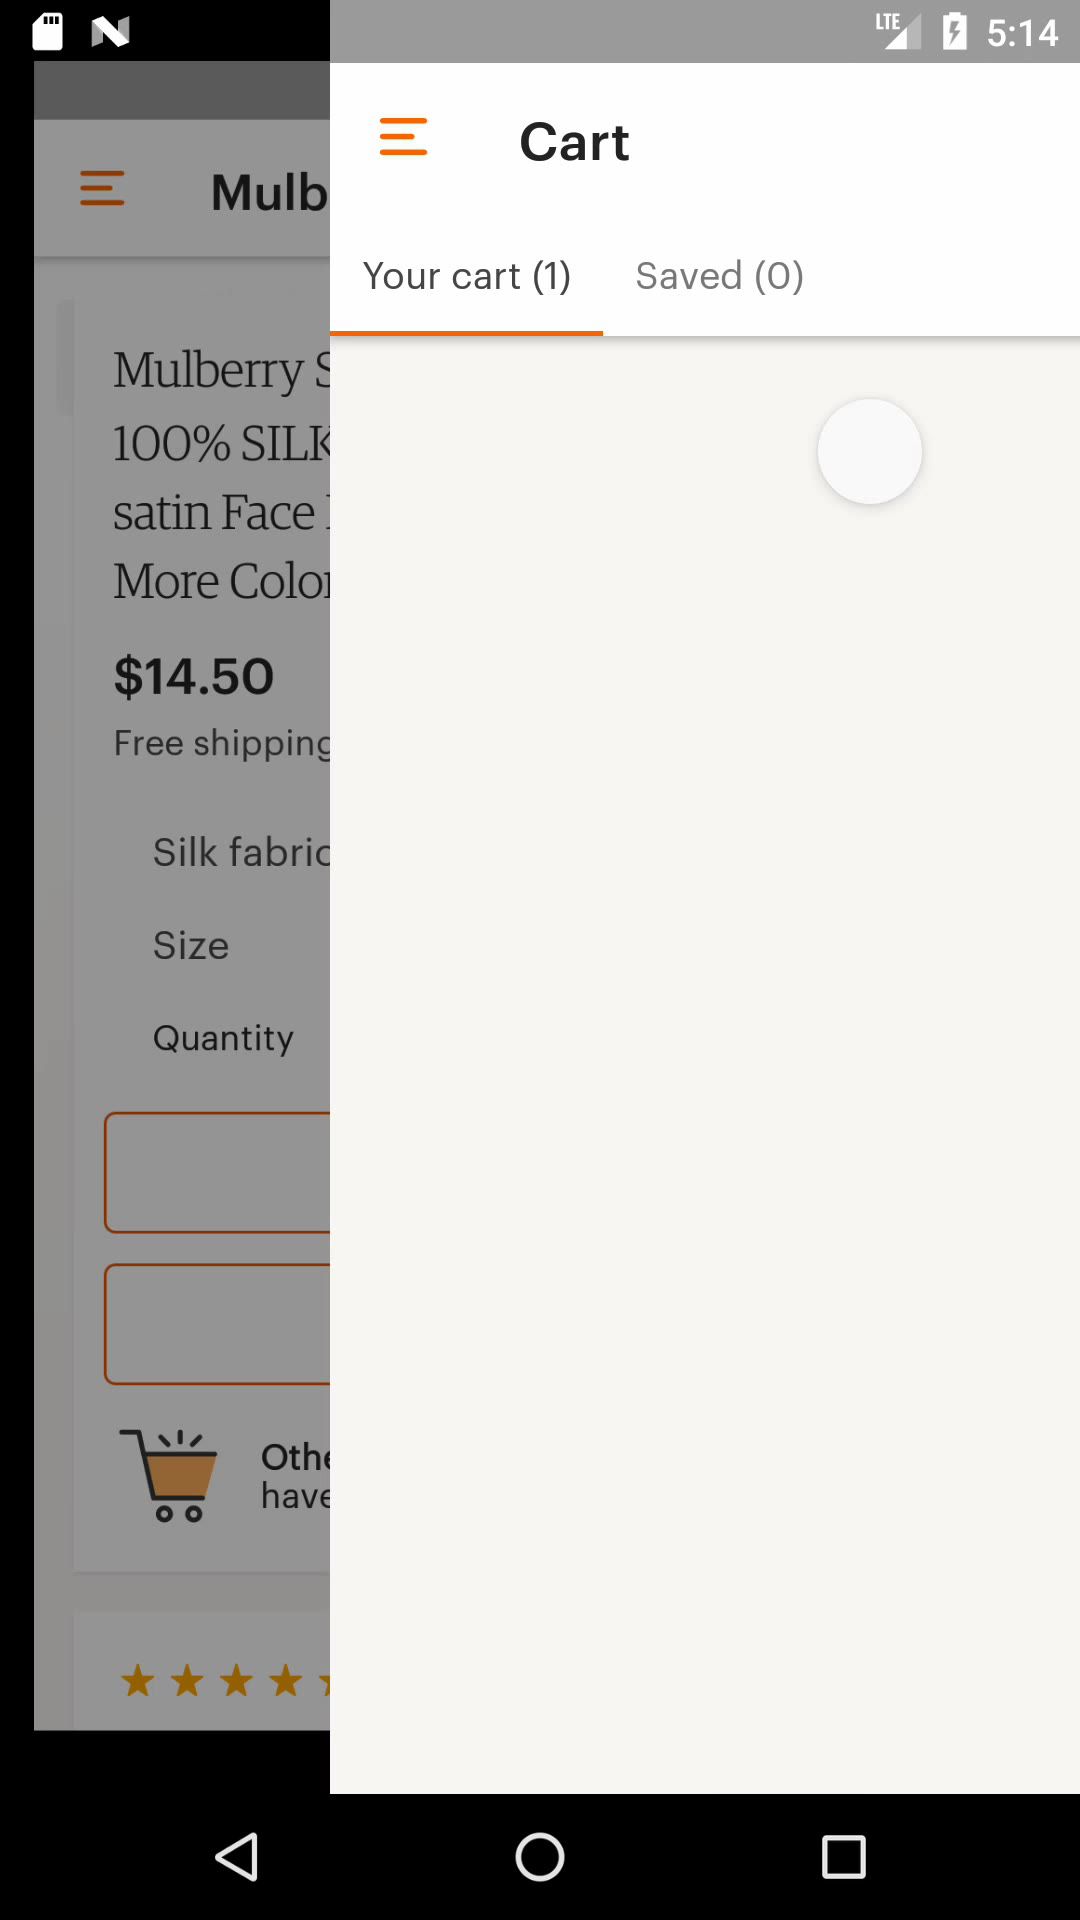 LTE 5:14
Mulb
Cart
Your cart (1)
Saved (0)
Mulberry S
100% SILK
satin Face
More Color
$14.50
Free shipping
Silk fabric
Size
Quantity
Othe
have